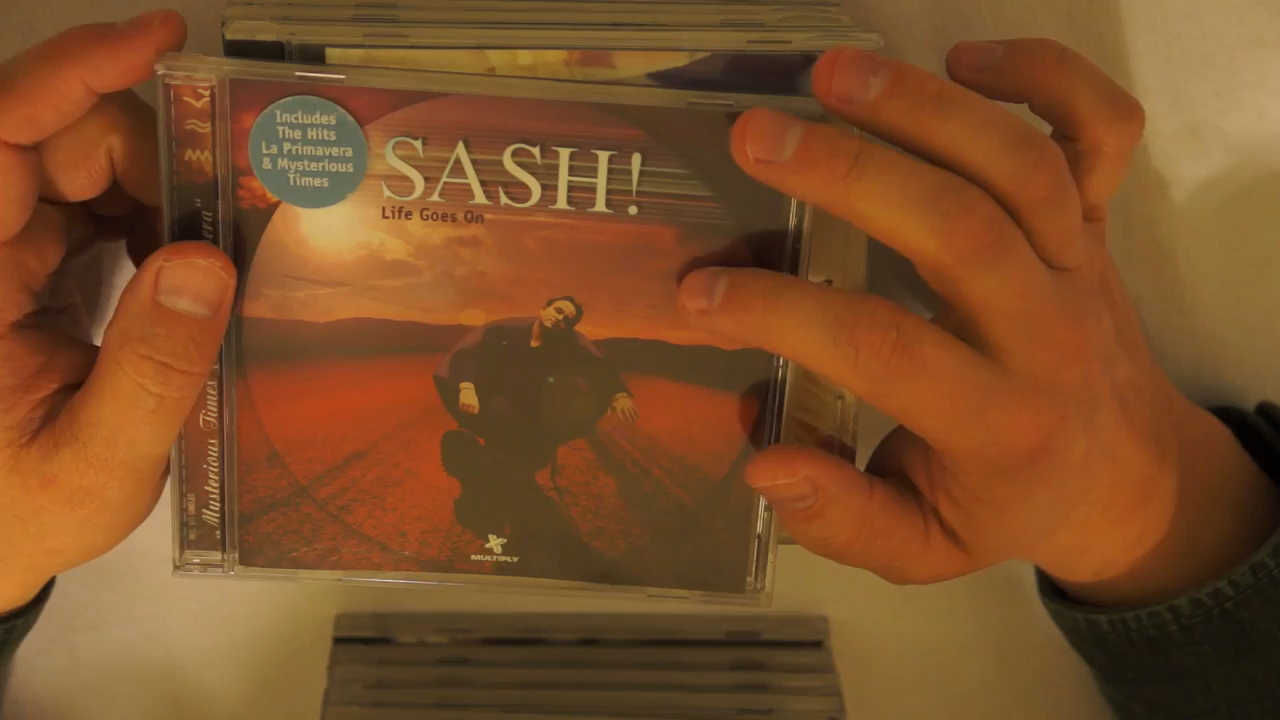 Includes
The Hits
La Primavera
& Mysterious
Times
SASH!
Life Goes On
MULTIPLY
"Mysterious Times